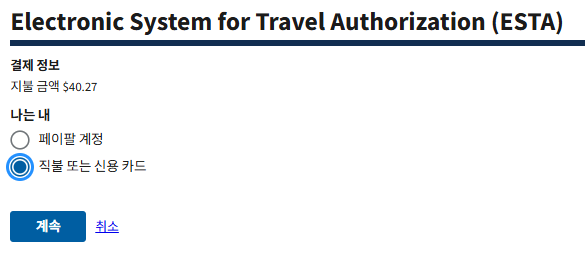 Electronic System for Travel Authorization (ESTA)
결제 정보
지불 금액 $40.27
나는 내
페이팔 계정
직불 또는 신용 카드
계속 취소